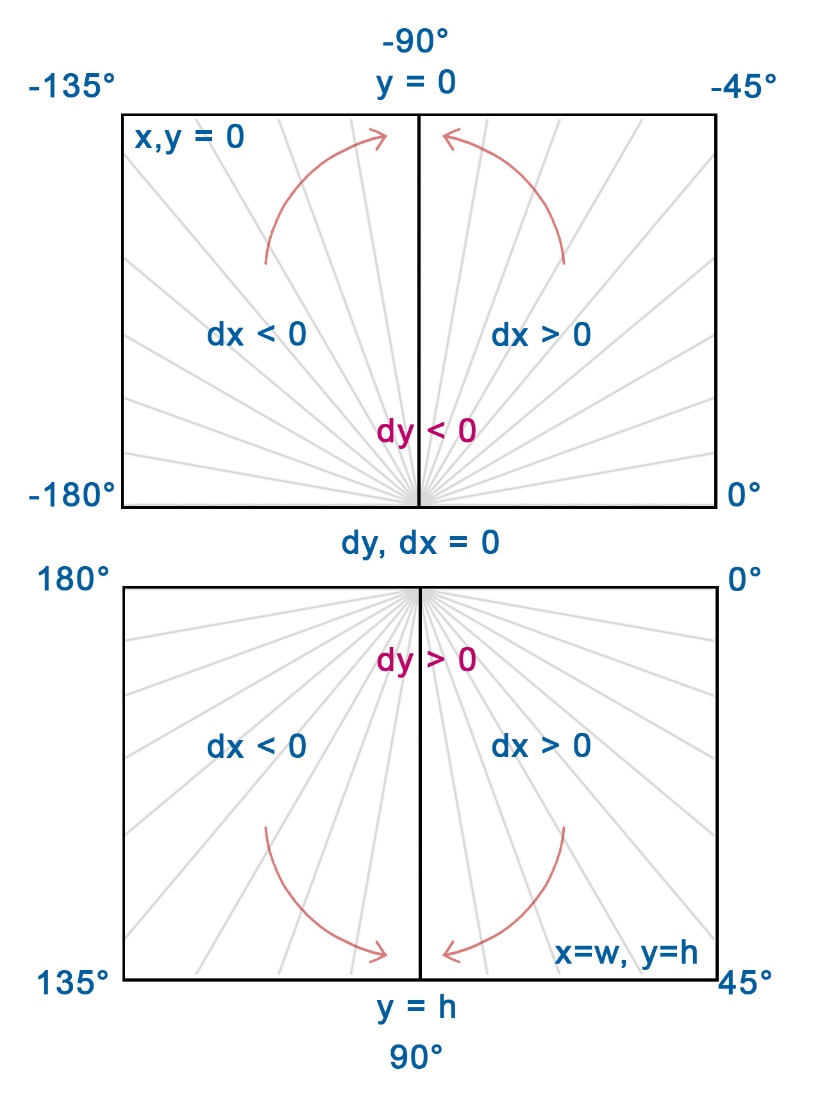 -90°
-135° y = 0 -45°
x,y = 0
dx < 0 dx > 0
dy < 0
-180° 0°
dy, dx = 0
180° 0°
dy > 0
dx < 0 dx > 0
x=w, y=h
135° 45°
y = h
90°